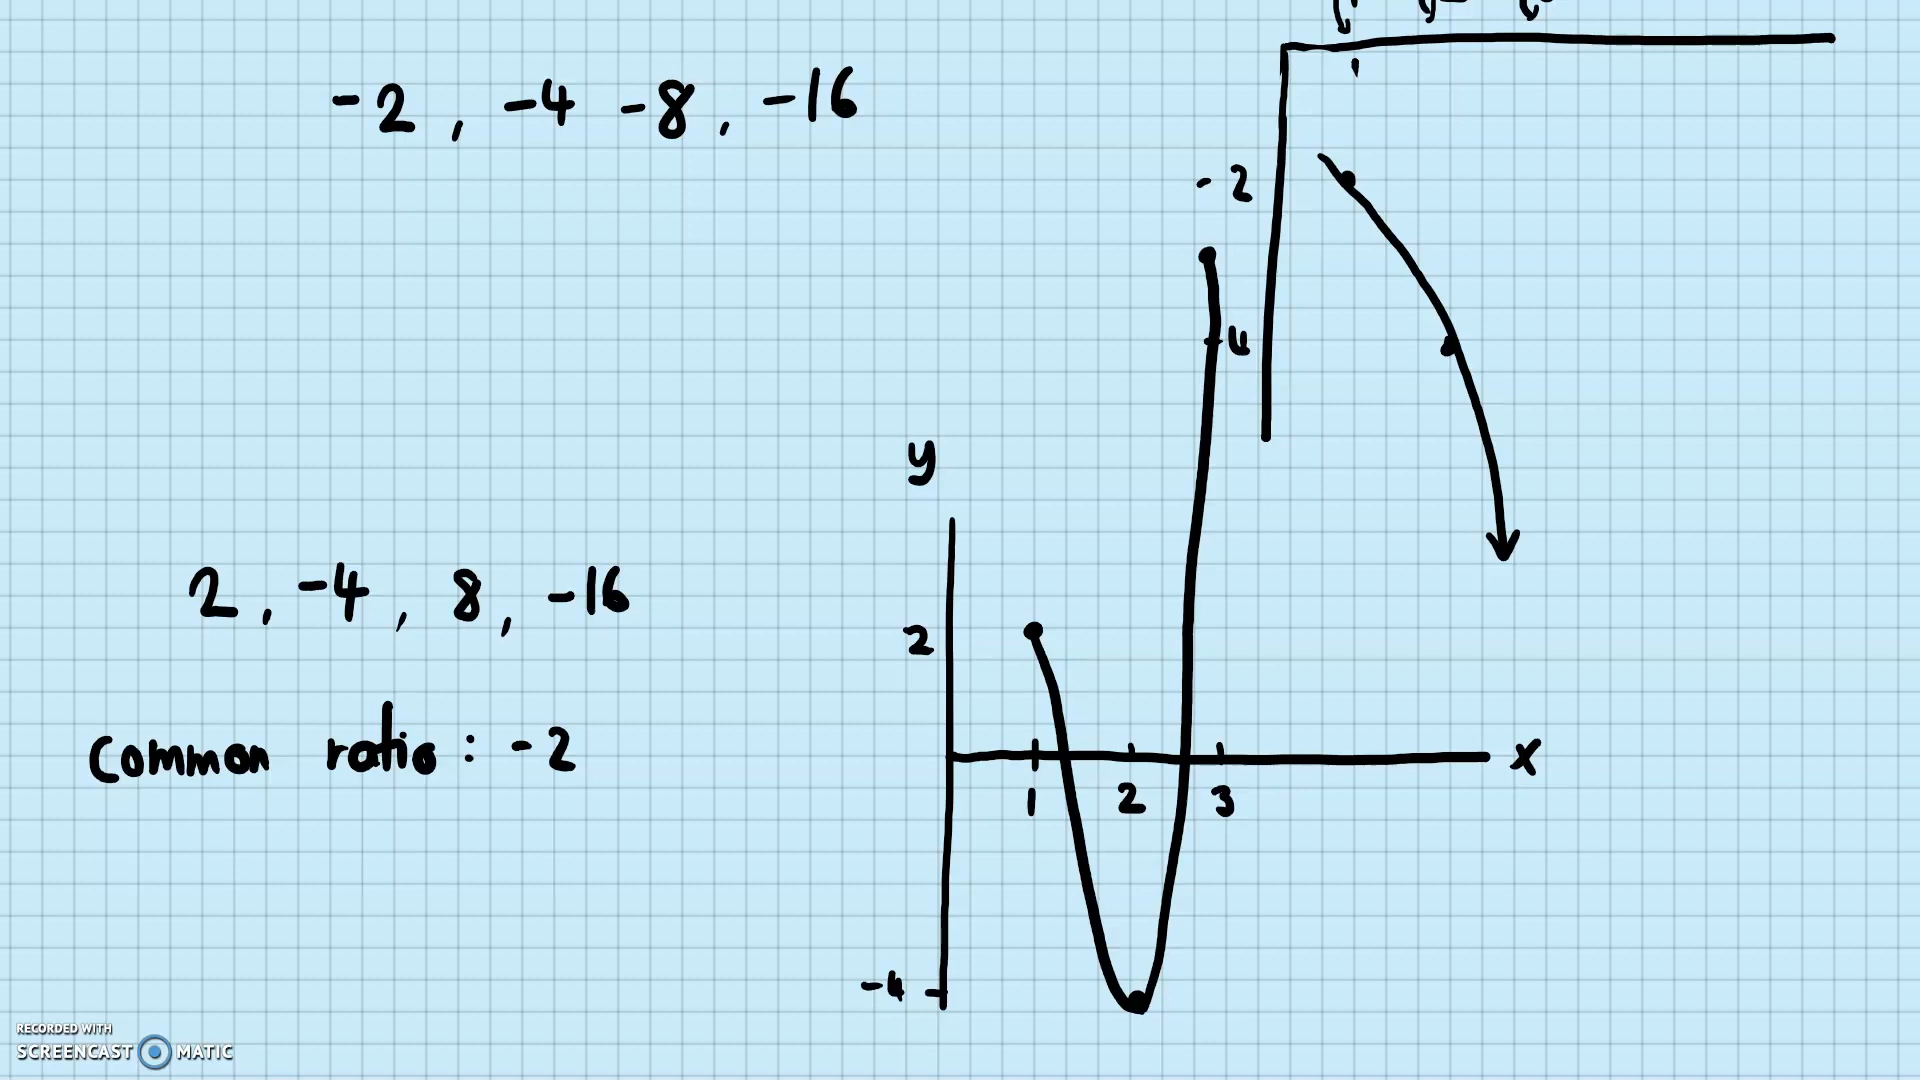 -2, -4 -8, -16
1
-2
-4
y
2, -4, 8, -16
2
Common ratio: -2
x
1 2 3
-4
RECORDED WITH
SCREENCAST MATIC